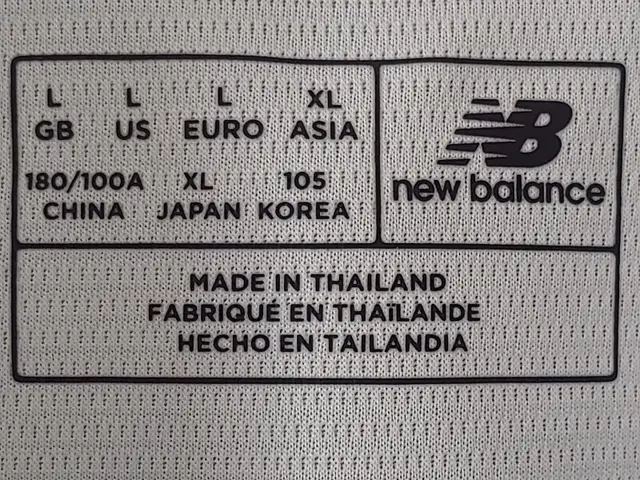 L L L XL
GB US EURO ASIA
180/100A XL 105
CHINA JAPAN KOREA
NB
new balance
MADE IN THAILAND
FABRIQUÉ EN THAïLANDE
HECHO EN TAILANDIA